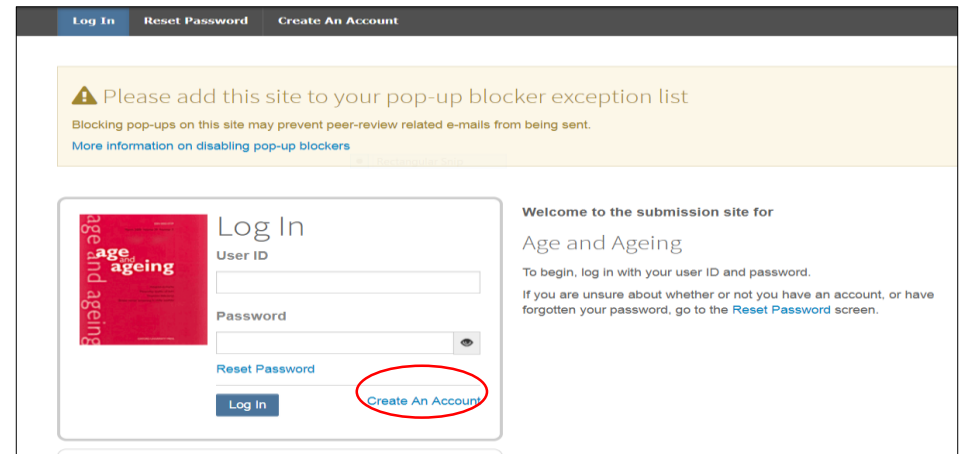 Log In Reset Password Create An Account
Please add this site to your pop-up blocker exception list
Blocking pop-ups on this site may prevent peer-review related e-mails from being sent.
More information on disabling pop-up blockers
age and ageing
age
and
ageing
Log In
User ID
Password
Reset Password
Log In
Create An Account
Welcome to the submission site for
Age and Ageing
To begin, log in with your user ID and password.
If you are unsure about whether or not you have an account, or have
forgotten your password, go to the Reset Password screen.